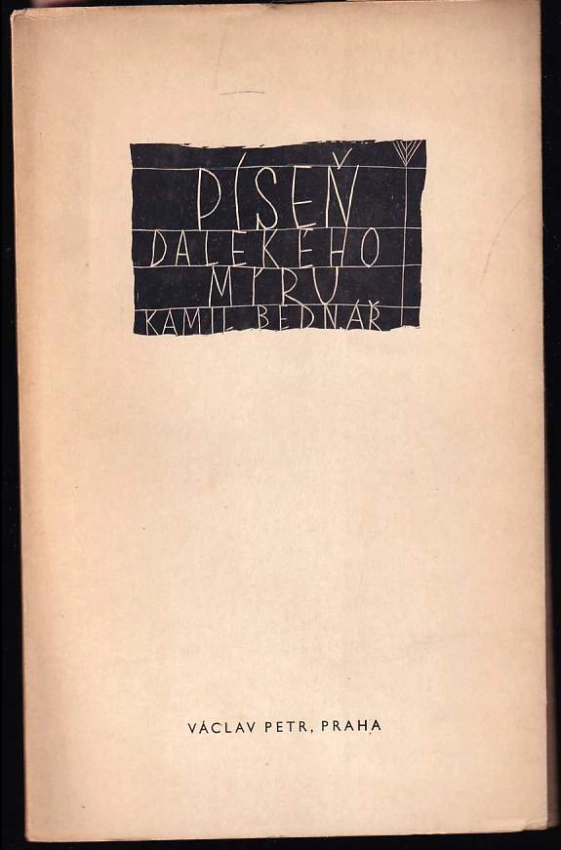 PÍSEŇ
DALEKÉHO
MÍRU
KAMIL BEDNÁŘ
VÁCLAV PETR, PRAHA